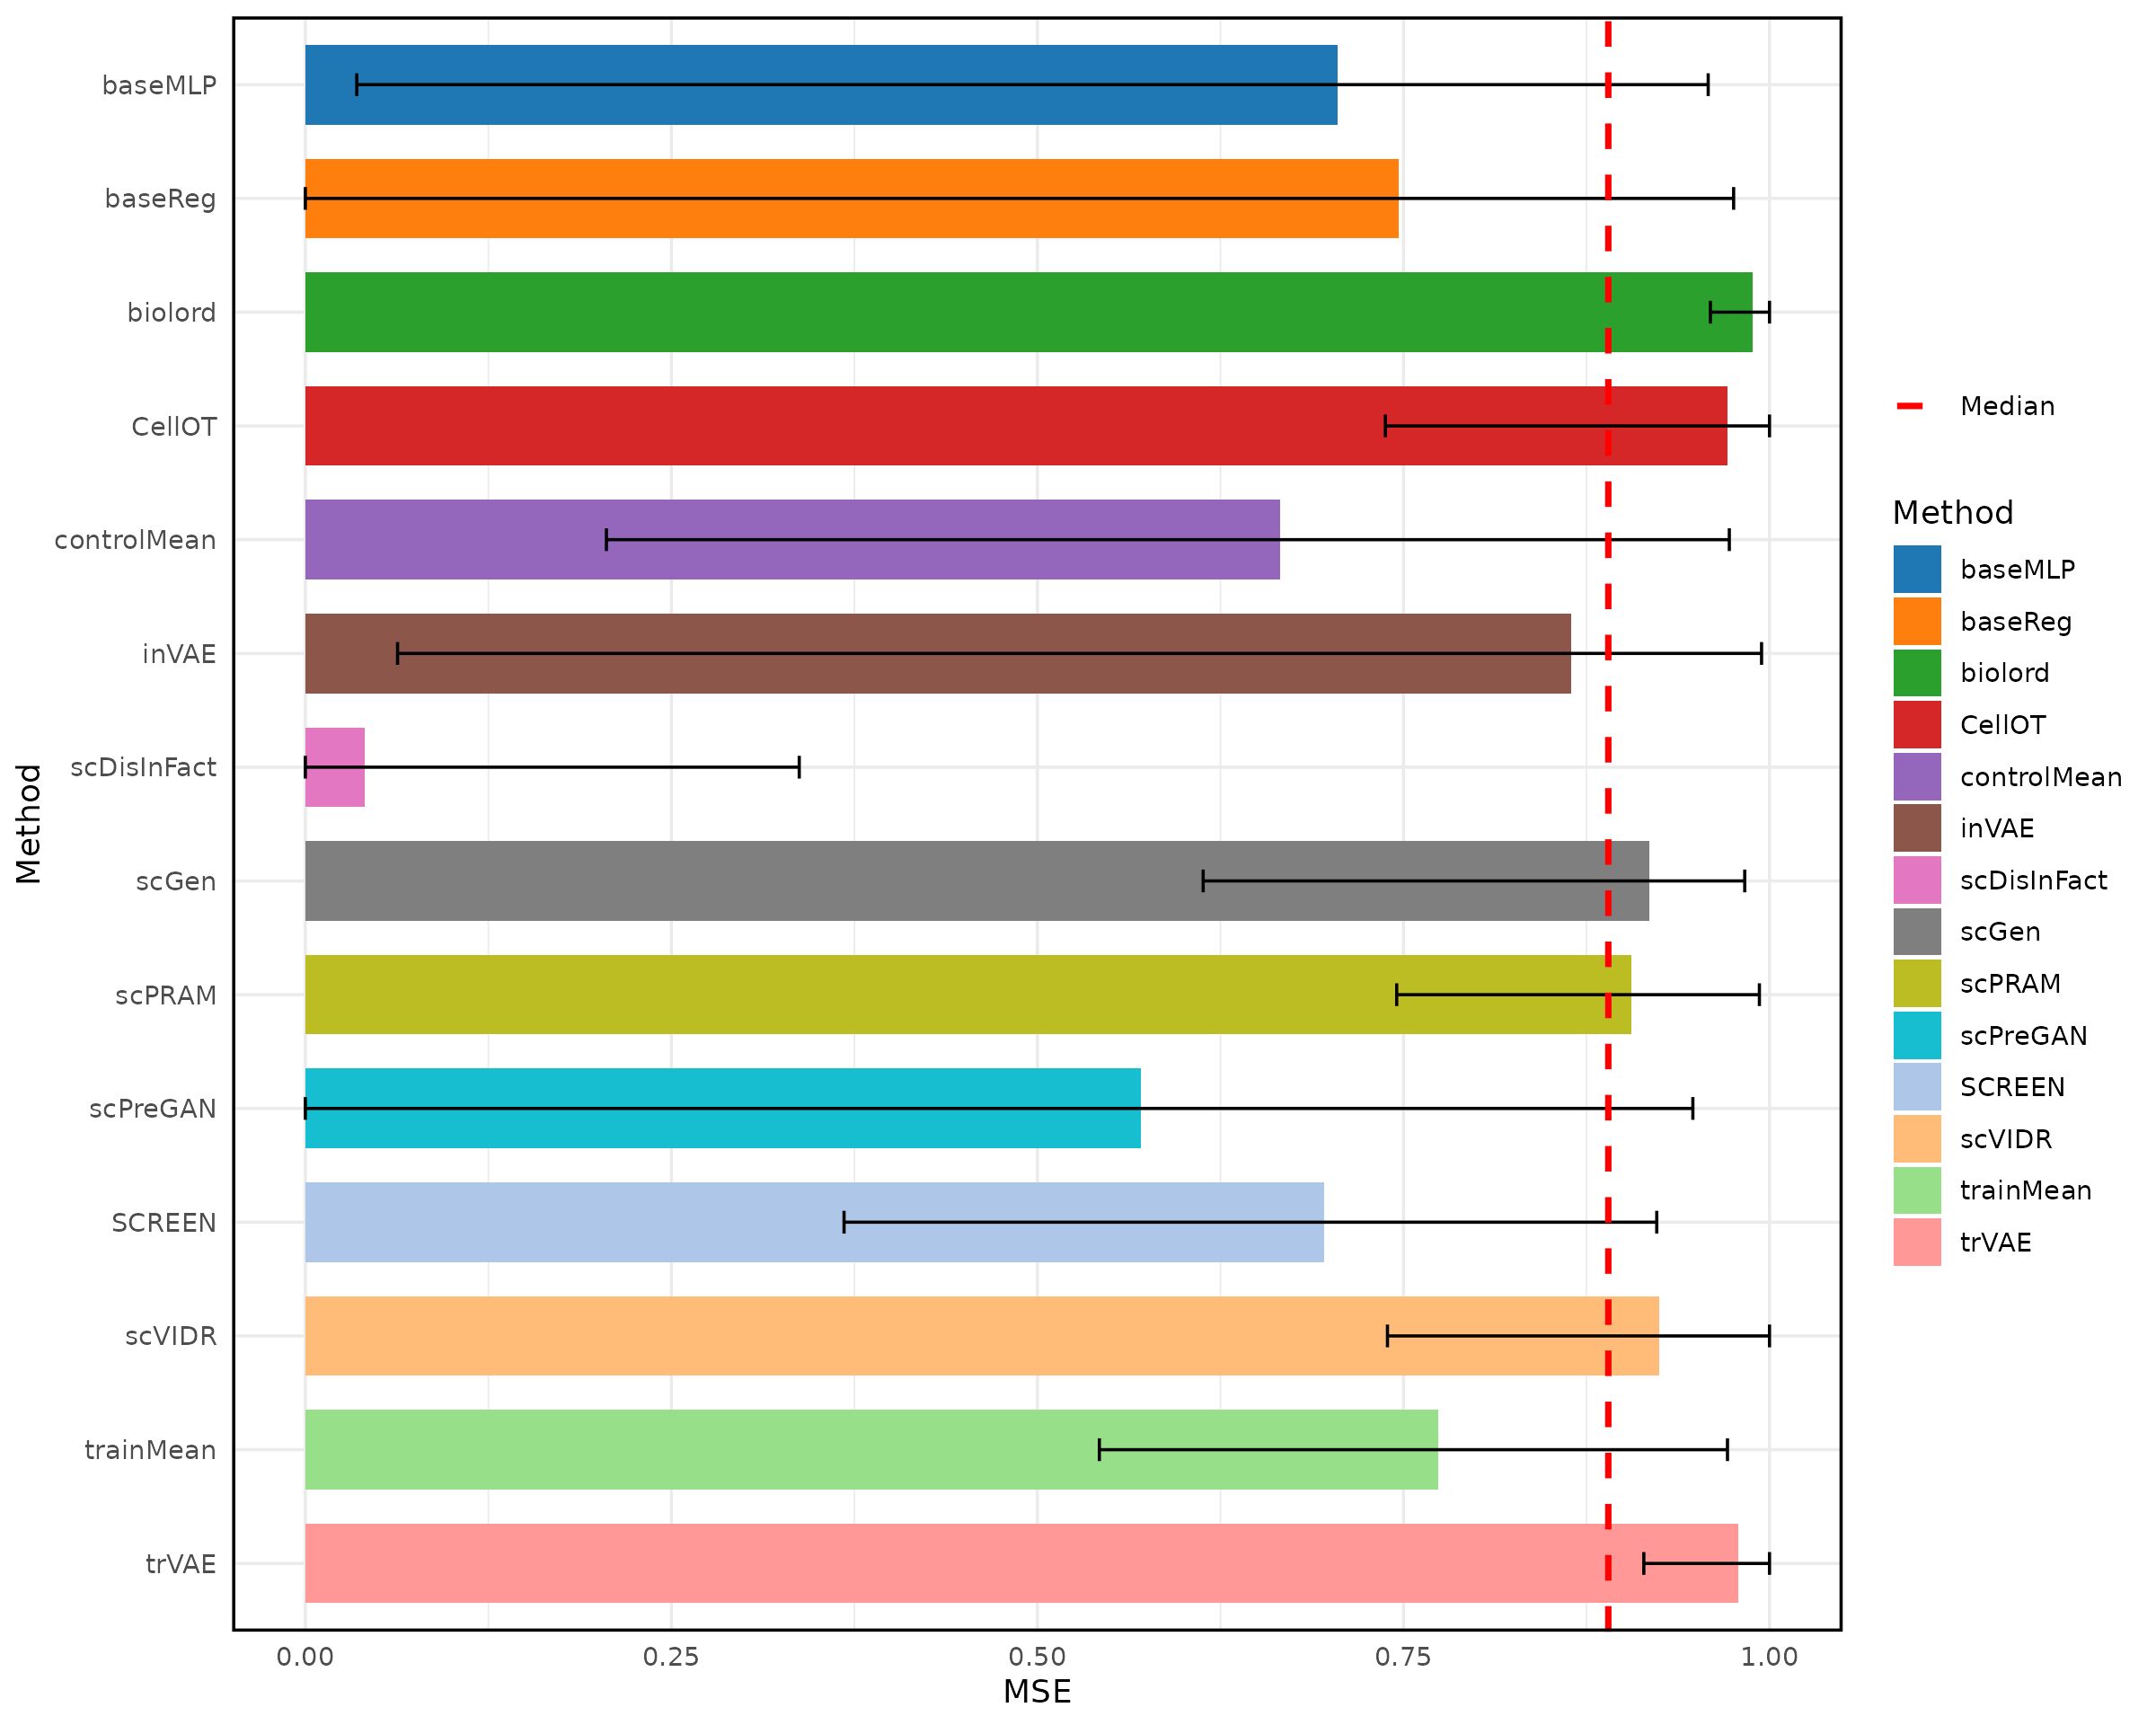 Method
baseMLP
baseReg
biolord
CellOT
controlMean
inVAE
scDisInFact
scGen
scPRAM
scPreGAN
SCREEN
scVIDR
trainMean
trVAE
0.00 0.25 0.50 0.75 1.00
MSE
Median
Method
baseMLP
baseReg
biolord
CellOT
controlMean
inVAE
scDisInFact
scGen
scPRAM
scPreGAN
SCREEN
scVIDR
trainMean
trVAE